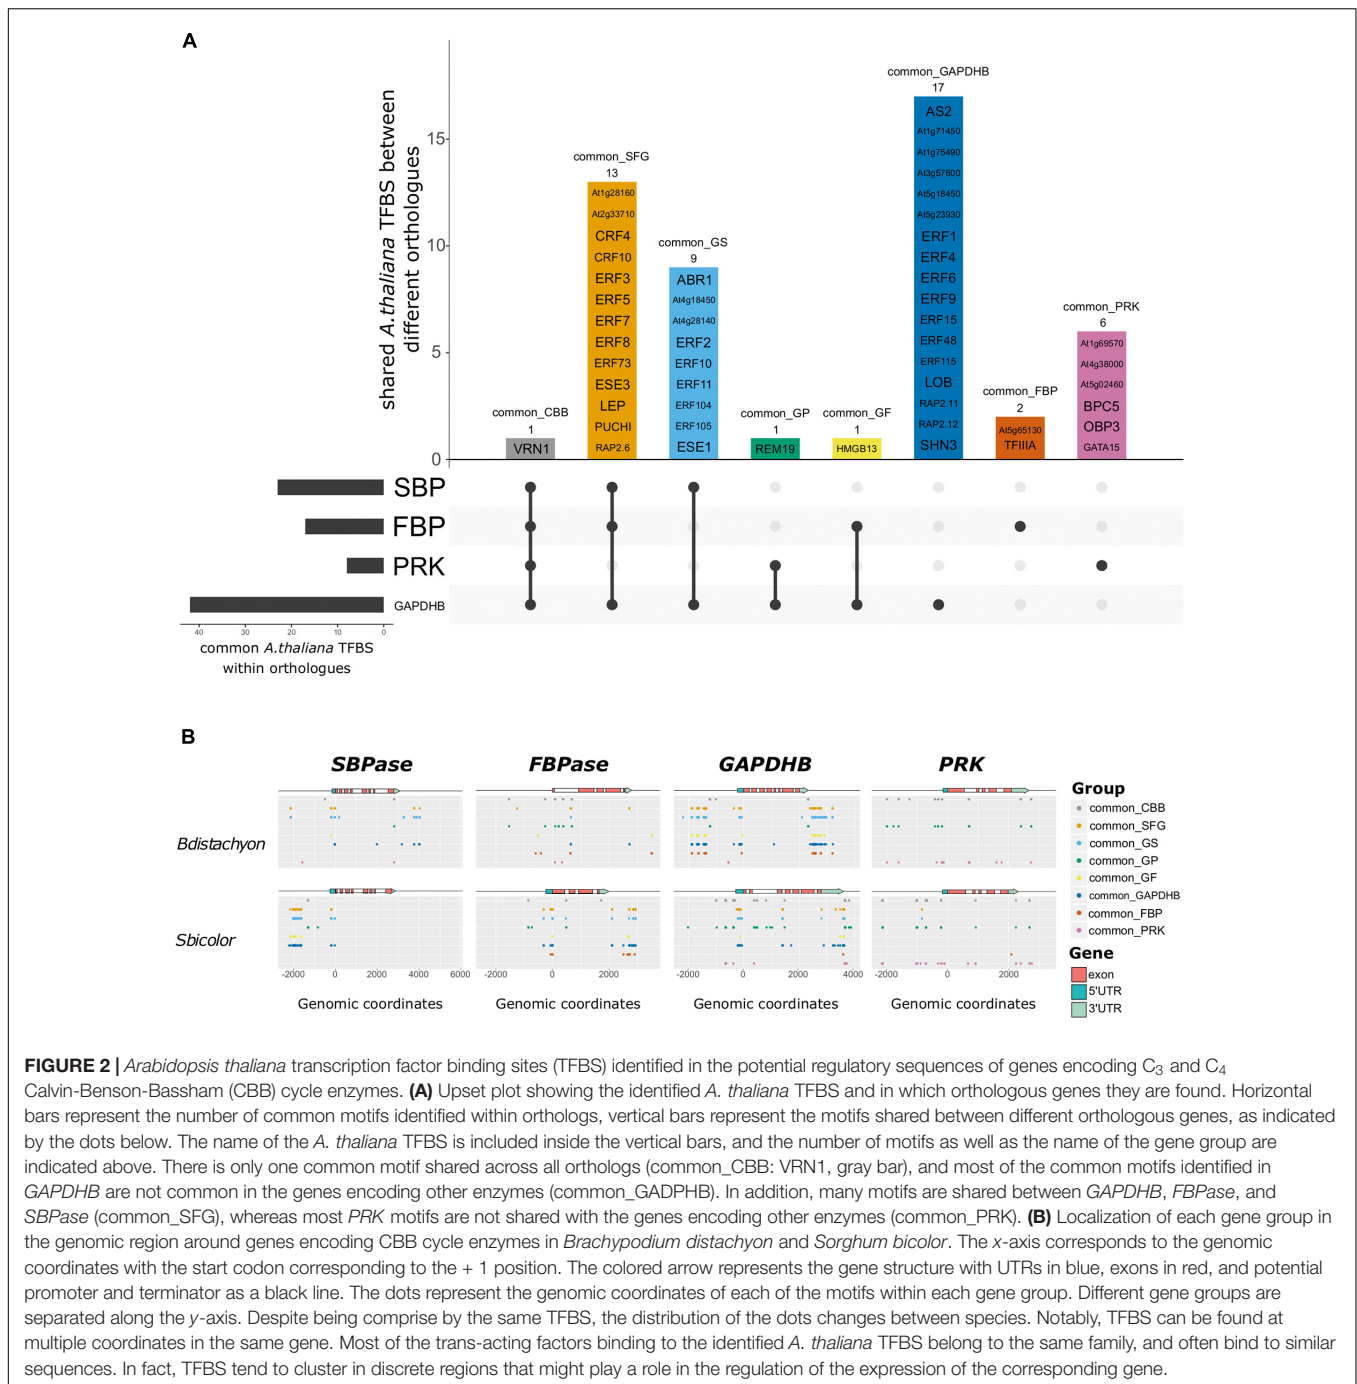 A
shared A.thaliana TFBS between
different orthologues
15
10
5
0
common_CBB
1
VRN1
common_SFG
13
At1g28160
At2g33710
CRF4
CRF10
ERF3
ERF5
ERF7
ERF8
ERF73
ESE3
LEP
PUCHI
RAP2.6
common_GS
9
ABR1
At4g18450
At4g28140
ERF2
ERF10
ERF11
ERF104
ERF105
ESE1
common_GP
1
REM19
common_GF
1
HMGB13
common_GAPDHB
17
AS2
At1g71450
At1g75490
At3g57600
At5g18450
At5g23930
ERF1
ERF4
ERF6
ERF9
ERF15
ERF48
ERF115
LOB
RAP2.11
RAP2.12
SHN3
common_FBP
2
At5g65130
TFIIIA
common_PRK
6
At1g69570
At4g38000
At5g02460
BPC5
OBP3
GATA15
SBP
FBP
PRK
GAPDHB
40 30 20 10 0
common A.thaliana TFBS
within orthologues
B
SBPase FBPase GAPDHB PRK
Bdistachyon
Sbicolor
-2000 0 2000 4000 6000
-2000 0 2000
-2000 0 2000 4000
-2000 0 2000
Genomic coordinates Genomic coordinates Genomic coordinates Genomic coordinates
Group
common_CBB
common_SFG
common_GS
common_GP
common_GF
common_GAPDHB
common_FBP
common_PRK
Gene
exon
5'UTR
3'UTR
FIGURE 2 | Arabidopsis thaliana transcription factor binding sites (TFBS) identified in the potential regulatory sequences of genes encoding C3 and C4
Calvin-Benson-Bassham (CBB) cycle enzymes. (A) Upset plot showing the identified A. thaliana TFBS and in which orthologous genes they are found. Horizontal
bars represent the number of common motifs identified within orthologs, vertical bars represent the motifs shared between different orthologous genes, as indicated
by the dots below. The name of the A. thaliana TFBS is included inside the vertical bars, and the number of motifs as well as the name of the gene group are
indicated above. There is only one common motif shared across all orthologs (common_CBB: VRN1, gray bar), and most of the common motifs identified in
GAPDHB are not common in the genes encoding other enzymes (common_GADPHB). In addition, many motifs are shared between GAPDHB, FBPase, and
SBPase (common_SFG), whereas most PRK motifs are not shared with the genes encoding other enzymes (common_PRK). (B) Localization of each gene group in
the genomic region around genes encoding CBB cycle enzymes in Brachypodium distachyon and Sorghum bicolor. The x-axis corresponds to the genomic
coordinates with the start codon corresponding to the + 1 position. The colored arrow represents the gene structure with UTRs in blue, exons in red, and potential
promoter and terminator as a black line. The dots represent the genomic coordinates of each of the motifs within each gene group. Different gene groups are
separated along the y-axis. Despite being comprise by the same TFBS, the distribution of the dots changes between species. Notably, TFBS can be found at
multiple coordinates in the same gene. Most of the trans-acting factors binding to the identified A. thaliana TFBS belong to the same family, and often bind to similar
sequences. In fact, TFBS tend to cluster in discrete regions that might play a role in the regulation of the expression of the corresponding gene.